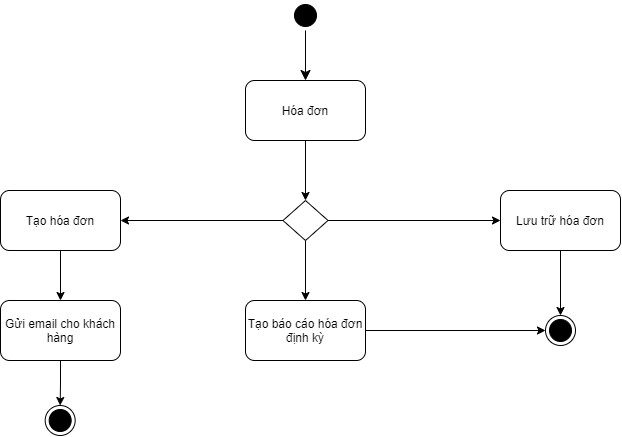 Hóa đơn
Tạo hóa đơn
Lưu trữ hóa đơn
Gửi email cho khách
hàng
Tạo báo cáo hóa đơn
định kỳ